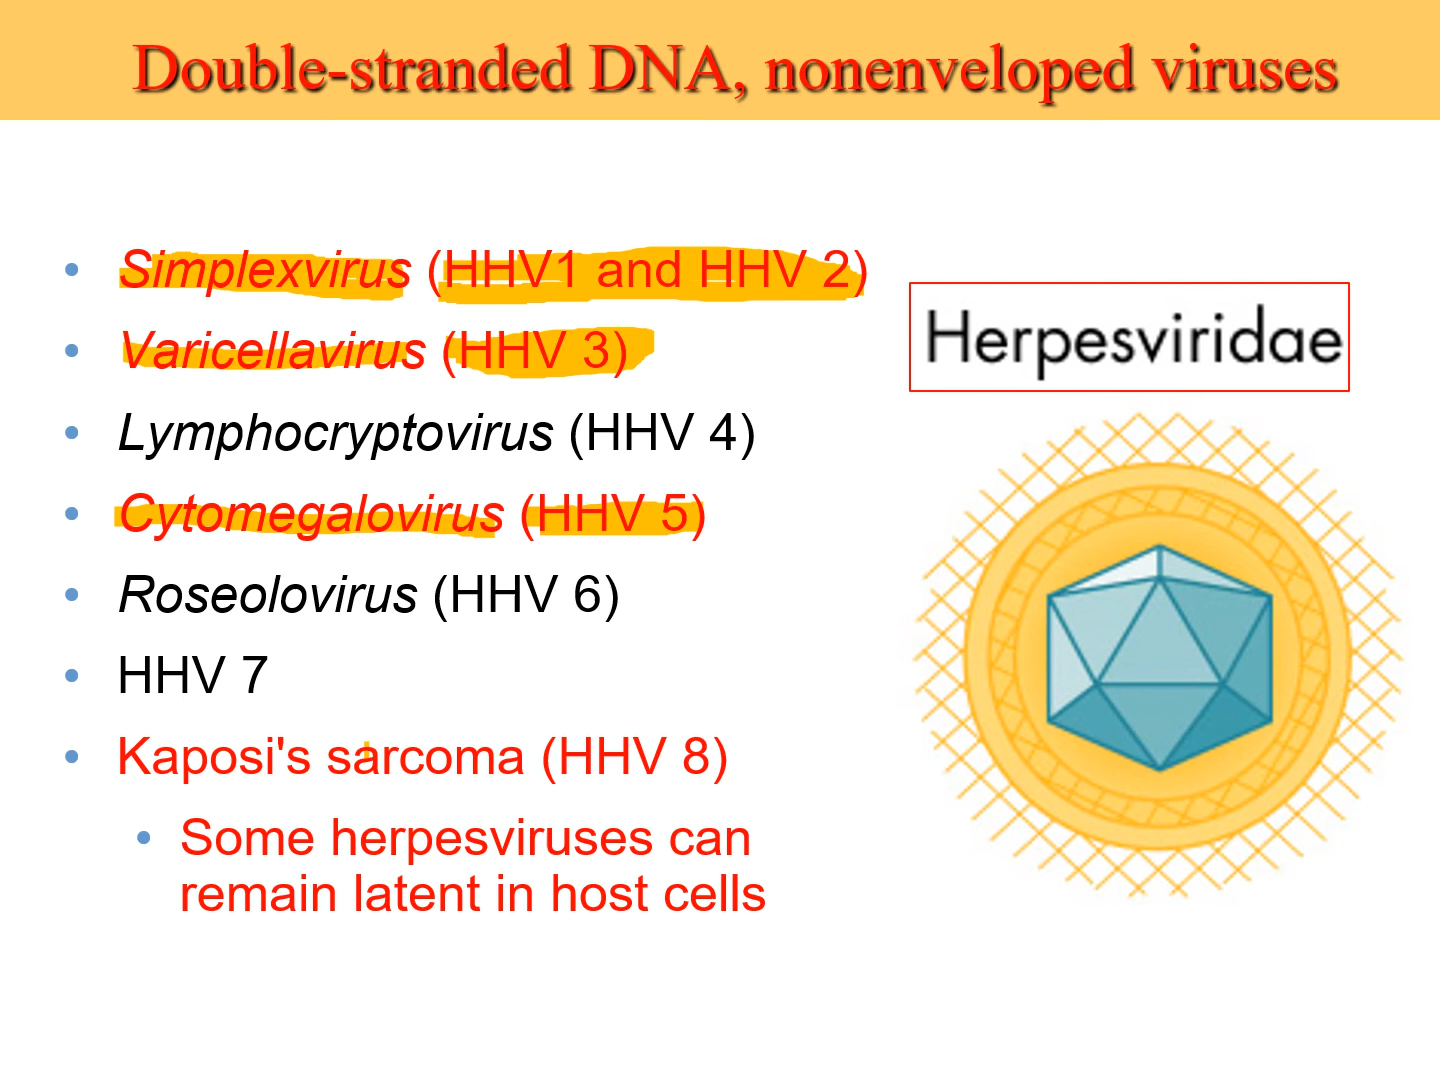 Double-stranded DNA, nonenveloped viruses
• Simplexvirus (HHV1 and HHV 2)
• Varicellavirus (HHV 3)
• Lymphocryptovirus (HHV 4)
• Cytomegalovirus (HHV 5)
• Roseolovirus (HHV 6)
• HHV 7
• Kaposi's sarcoma (HHV 8)
• Some herpesviruses can
remain latent in host cells
Herpesviridae